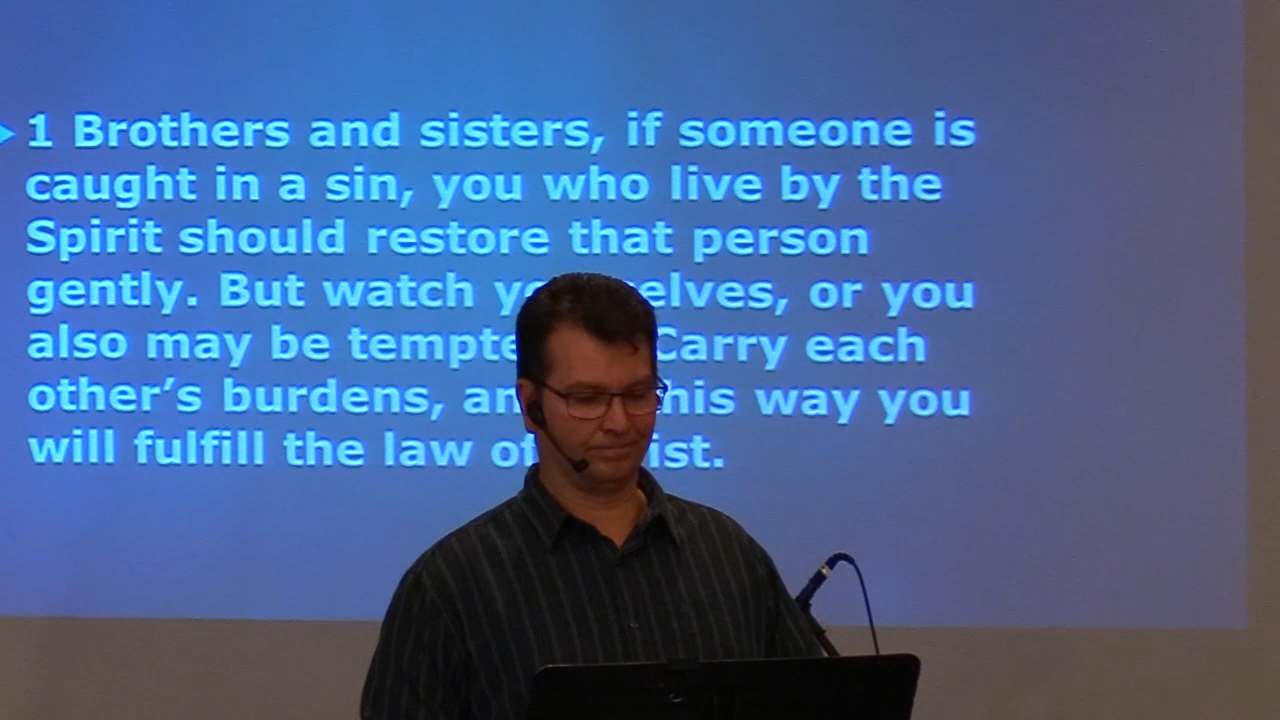 1 Brothers and sisters, if someone is
caught in a sin, you who live by the
Spirit should restore that person
gently. But watch yourselves, or you
also may be tempted. Carry each
other’s burdens, and this way you
will fulfill the law of Christ.